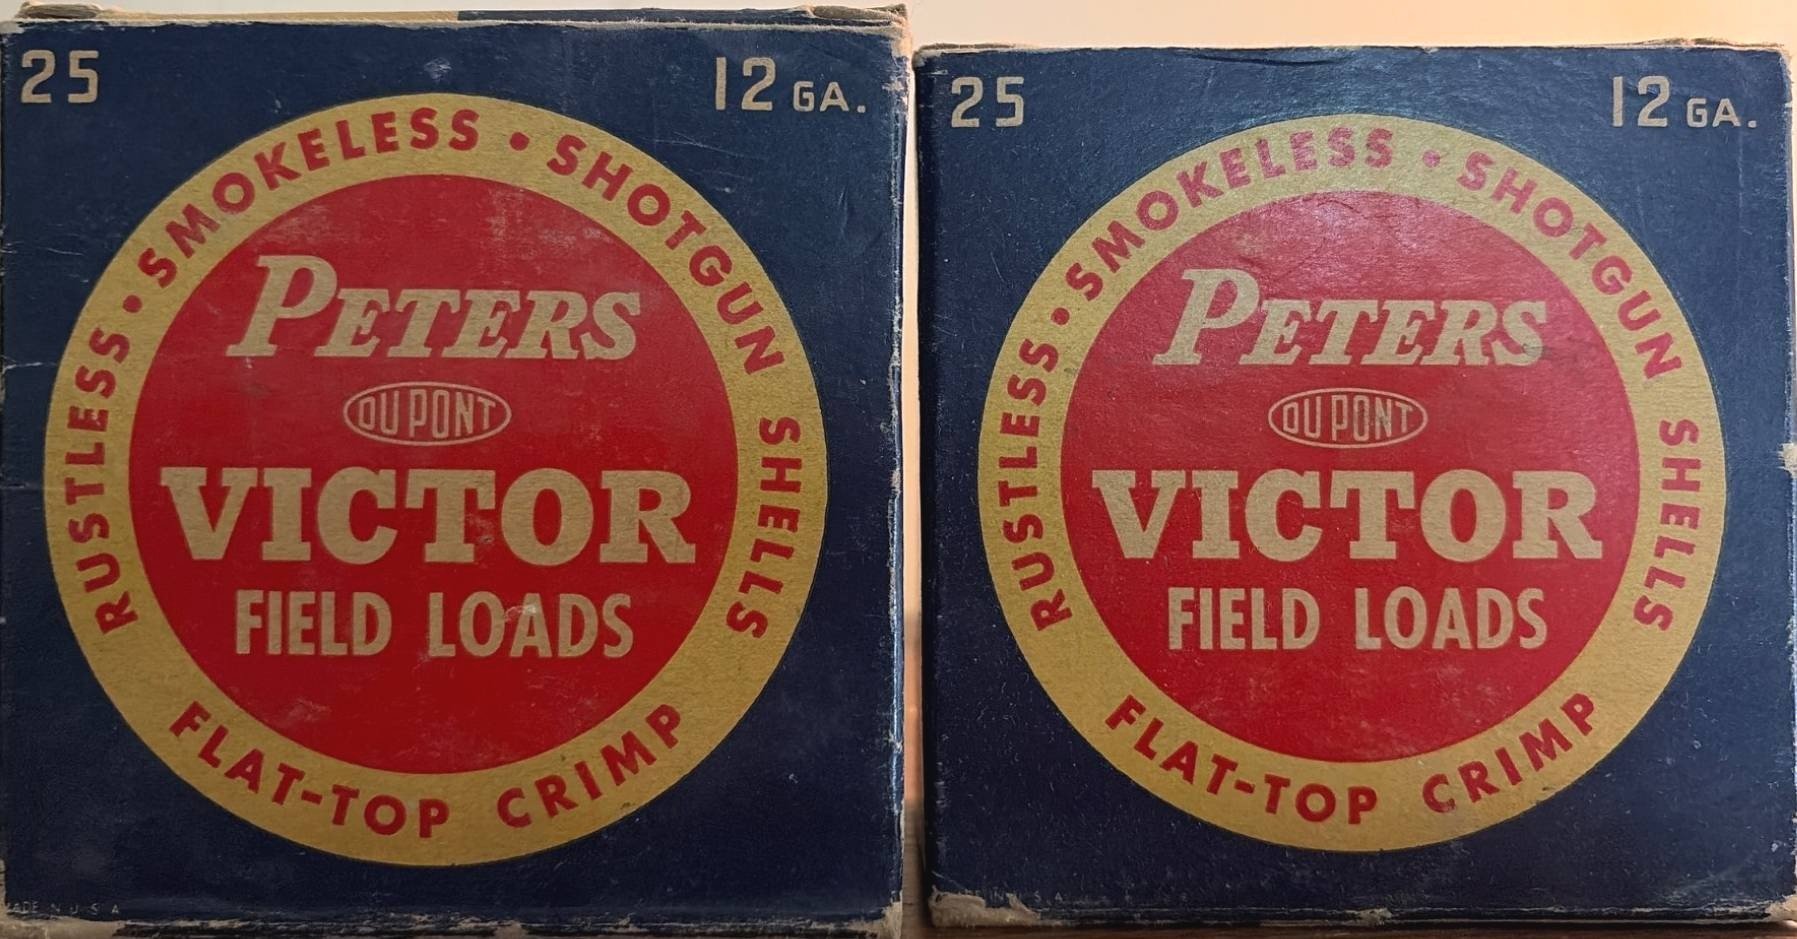 25
12 GA.
RUSTLESS • SMOKELESS • SHOTGUN SHELLS
PETERS
DU PONT
VICTOR
FIELD LOADS
FLAT-TOP CRIMP
U S A
25
12 GA.
RUSTLESS • SMOKELESS • SHOTGUN SHELLS
PETERS
DU PONT
VICTOR
FIELD LOADS
FLAT-TOP CRIMP